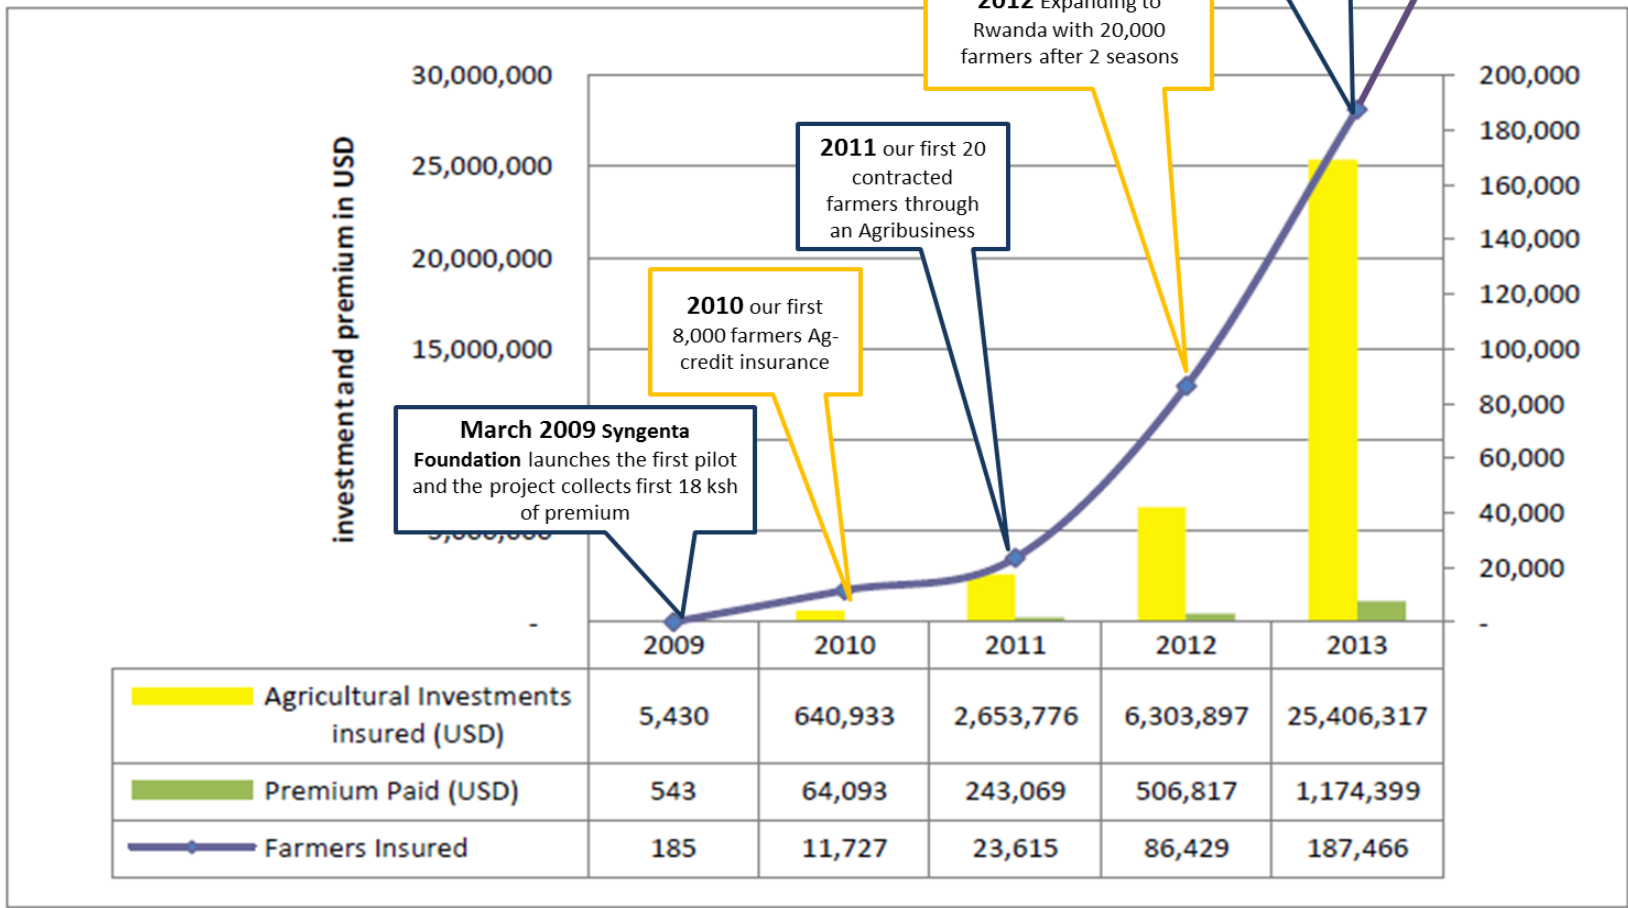 2012 Expanding to
Rwanda with 20,000
farmers after 2 seasons
30,000,000
200,000
2011 our first 20
contracted
farmers through
an Agribusiness
180,000
25,000,000
160,000
investment and premium in USD
140,000
20,000,000
2010 our first
8,000 farmers Ag-
credit insurance
120,000
15,000,000
100,000
80,000
March 2009 Syngenta
Foundation launches the first pilot
and the project collects first 18 ksh
of premium
60,000
40,000
5,000,000
20,000
-
-
2009 2010 2011 2012 2013
Agricultural Investments
insured (USD) 5,430 640,933 2,653,776 6,303,897 25,406,317
Premium Paid (USD) 543 64,093 243,069 506,817 1,174,399
Farmers Insured 185 11,727 23,615 86,429 187,466